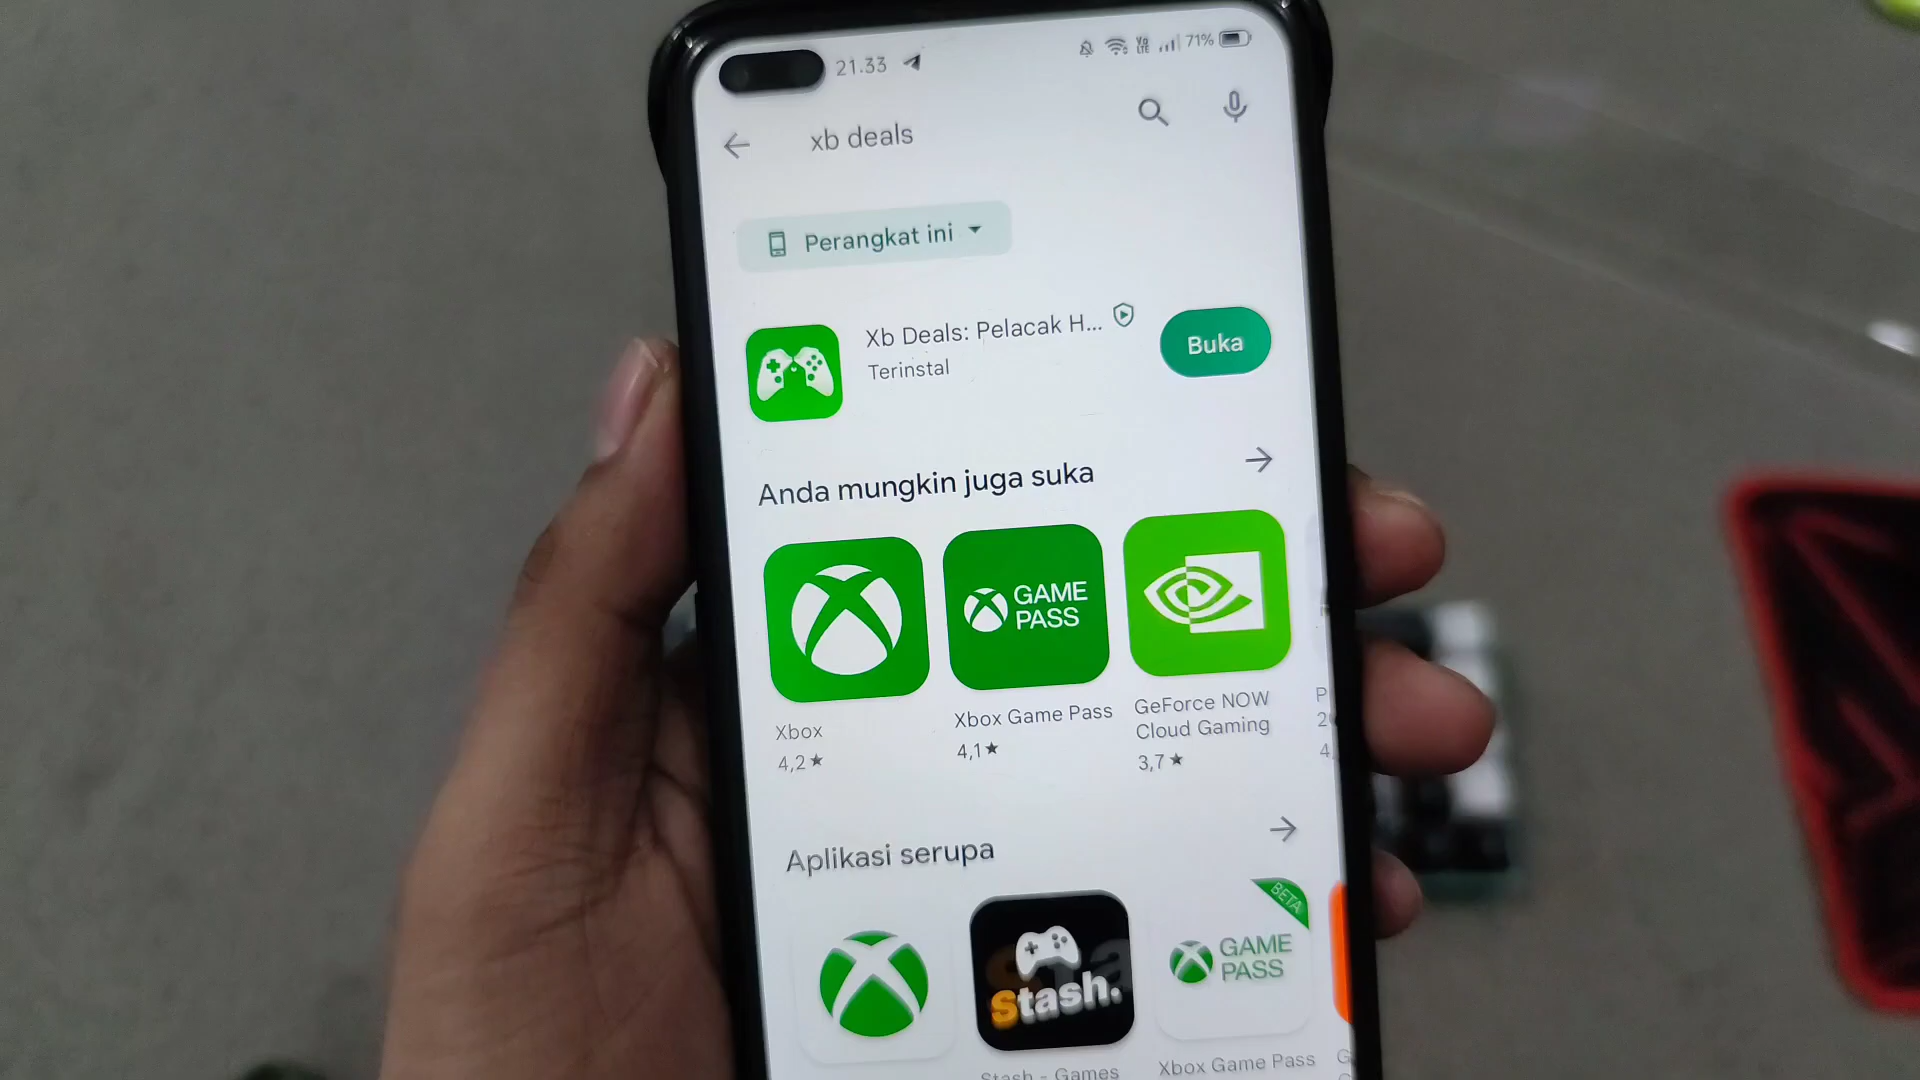 21.33
Vo
LTE
71%
xb deals
Perangkat ini
Xb Deals: Pelacak H...
Terinstal
Buka
Anda mungkin juga suka
GAME
PASS
Xbox
4,2★
Xbox Game Pass
4,1★
GeForce NOW
Cloud Gaming
3,7★
Aplikasi serupa
stash.
BETA
GAME
PASS
Stash - Games
Xbox Game Pass